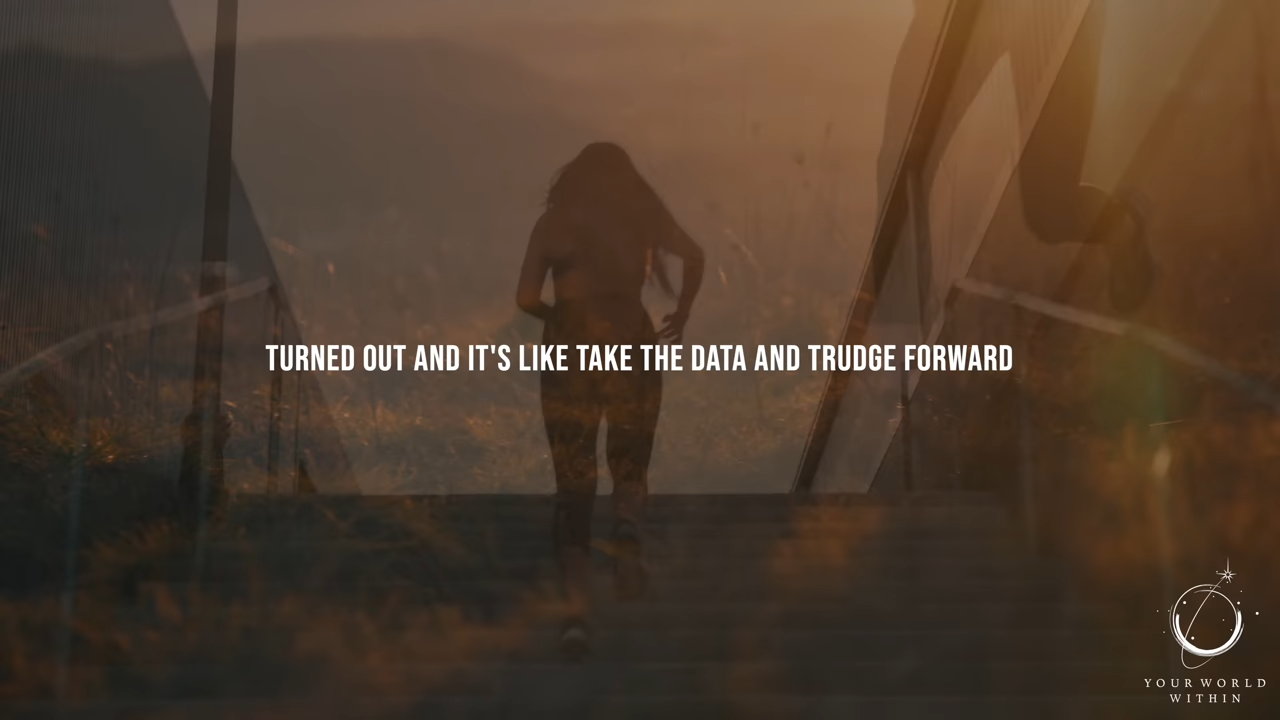 TURNED OUT AND IT'S LIKE TAKE THE DATA AND TRUDGE FORWARD
YOUR WORLD
WITHIN